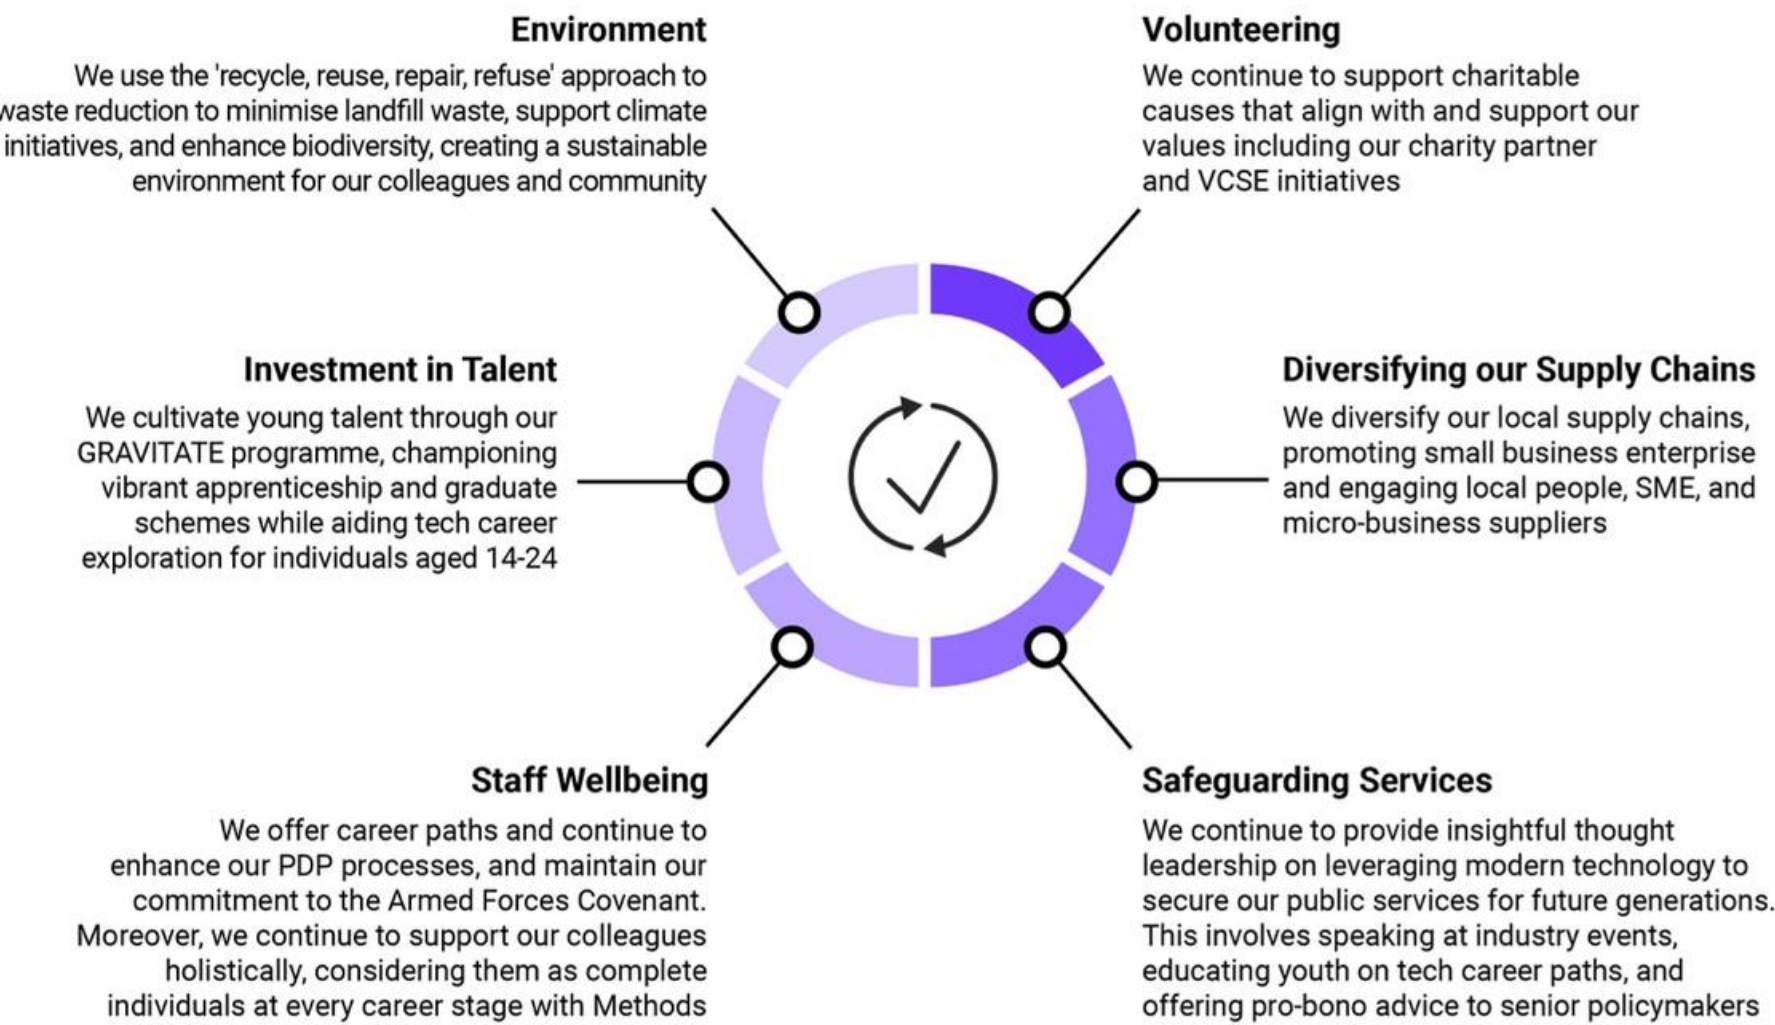 Environment
We use the 'recycle, reuse, repair, refuse' approach to
waste reduction to minimise landfill waste, support climate
initiatives, and enhance biodiversity, creating a sustainable
environment for our colleagues and community
Volunteering
We continue to support charitable
causes that align with and support our
values including our charity partner
and VCSE initiatives
Investment in Talent
We cultivate young talent through our
GRAVITATE programme, championing
vibrant apprenticeship and graduate
schemes while aiding tech career
exploration for individuals aged 14-24
Diversifying our Supply Chains
We diversify our local supply chains,
promoting small business enterprise
and engaging local people, SME, and
micro-business suppliers
Staff Wellbeing
We offer career paths and continue to
enhance our PDP processes, and maintain our
commitment to the Armed Forces Covenant.
Moreover, we continue to support our colleagues
holistically, considering them as complete
individuals at every career stage with Methods
Safeguarding Services
We continue to provide insightful thought
leadership on leveraging modern technology to
secure our public services for future generations.
This involves speaking at industry events,
educating youth on tech career paths, and
offering pro-bono advice to senior policymakers